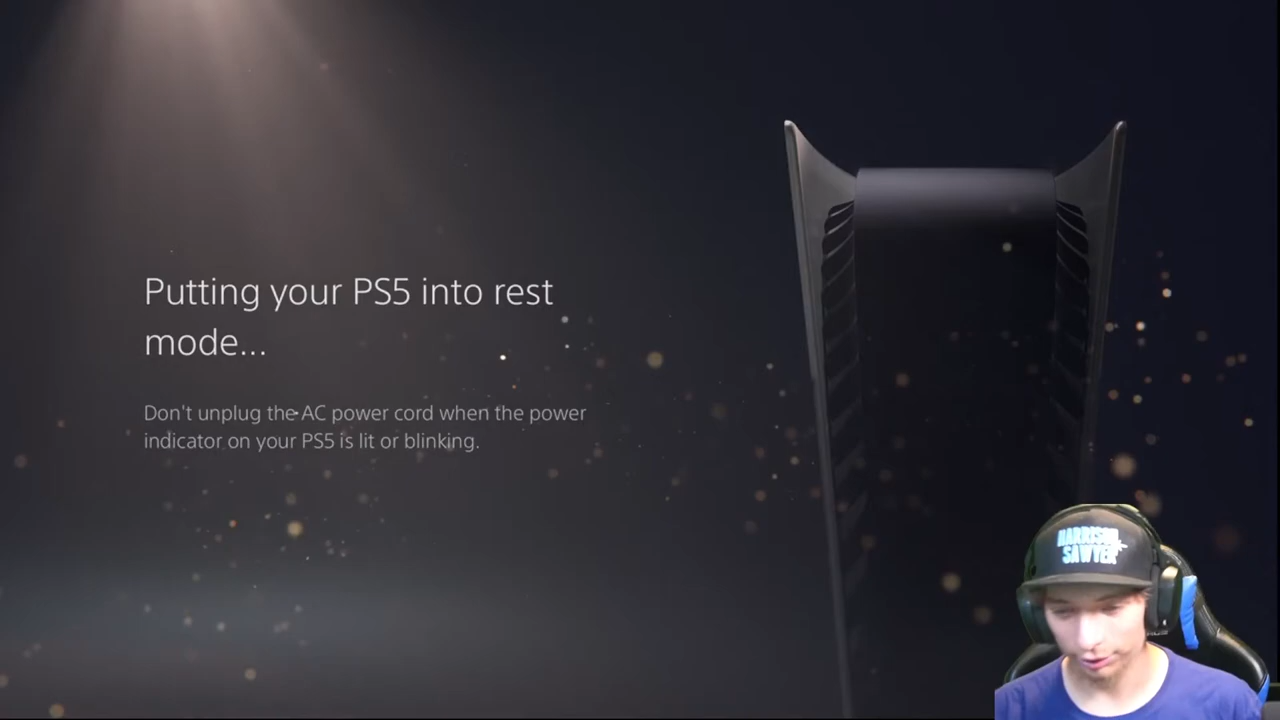 Putting your PS5 into rest
mode...
Don't unplug the AC power cord when the power
indicator on your PS5 is lit or blinking.
HARRISON
SAWYER